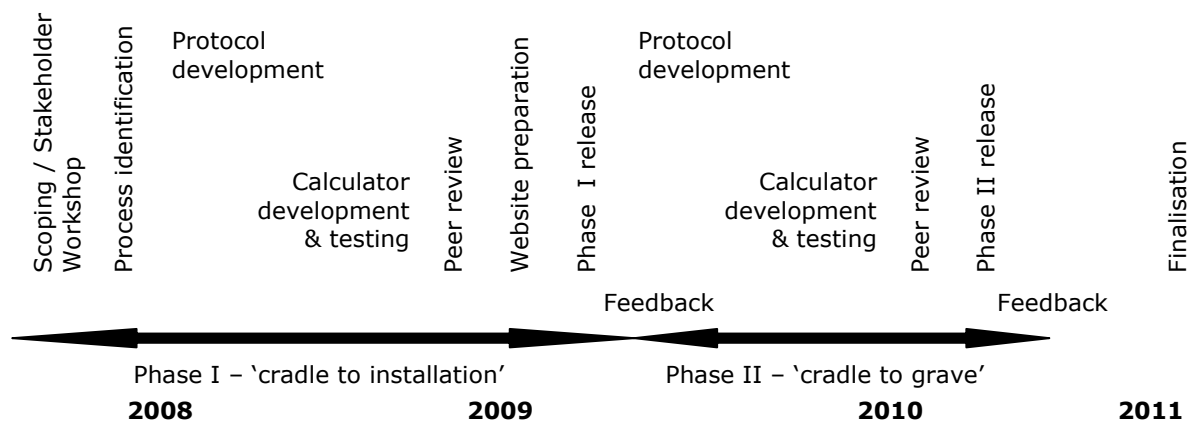 Scoping / Stakeholder
Workshop
Process identification
Protocol
development
Calculator
development
& testing
Peer review
Website preparation
Phase I release
Feedback
Protocol
development
Calculator
development
& testing
Peer review
Phase II release
Feedback
Finalisation
Phase I – ‘cradle to installation’
Phase II – ‘cradle to grave’
2008
2009
2010
2011